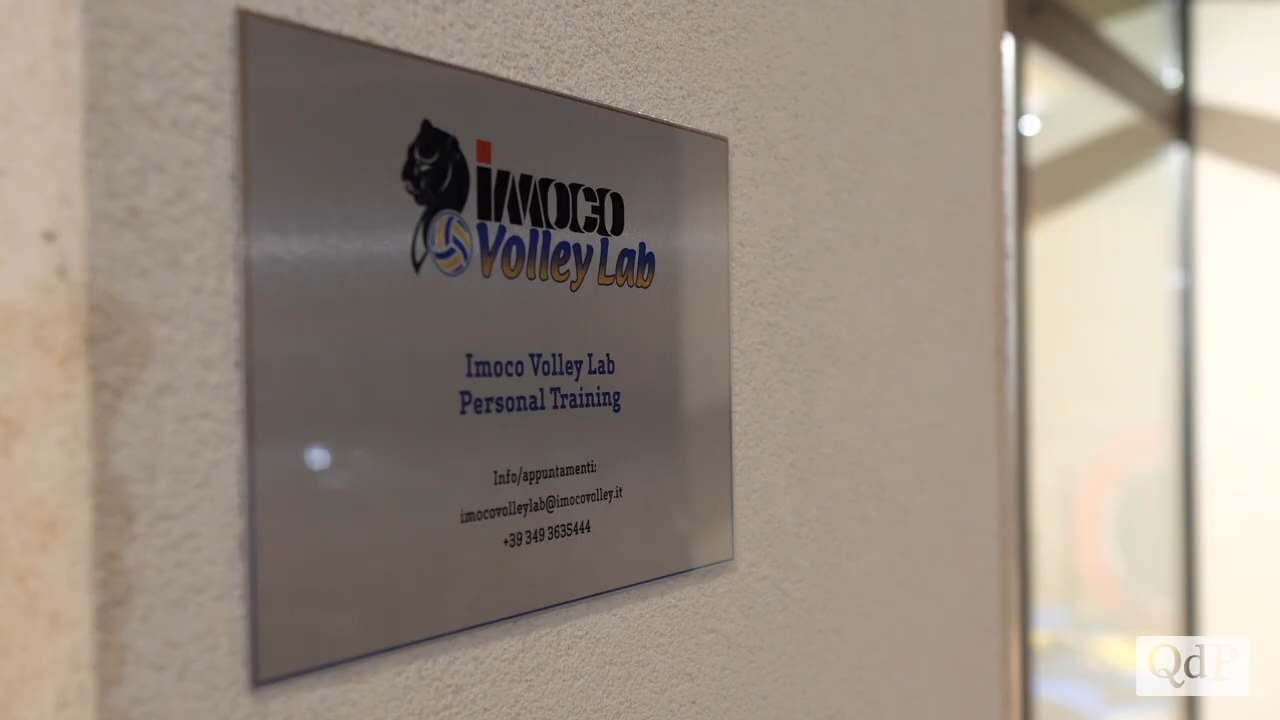 imoco
Volley Lab
Imoco Volley Lab
Personal Training
Info/appuntamenti:
imocovolleylab@imocovolley.it
+39 349 3635444
QdP